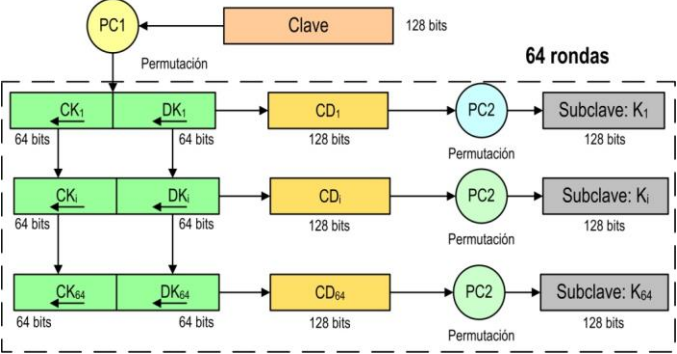 PC1
Clave
128 bits
Permutación
64 rondas
CK1
DK1
CD1
PC2
Subclave: K1
64 bits
64 bits
128 bits
Permutación
128 bits
CKi
DKi
CDi
PC2
Subclave: Ki
64 bits
64 bits
128 bits
Permutación
128 bits
CK64
DK64
CD64
PC2
Subclave: K64
64 bits
64 bits
128 bits
Permutación
128 bits